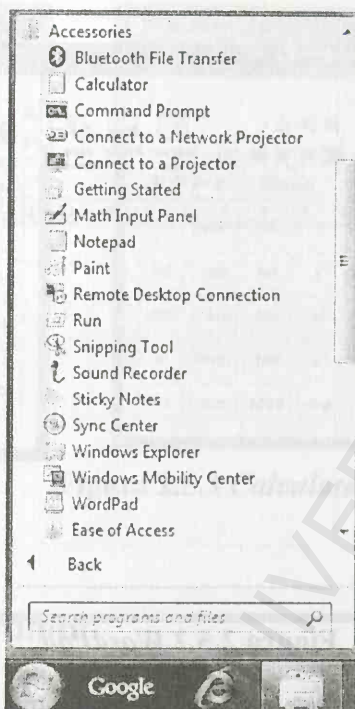 Accessories
Bluetooth File Transfer
Calculator
Command Prompt
Connect to a Network Projector
Connect to a Projector
Getting Started
Math Input Panel
Notepad
Paint
Remote Desktop Connection
Run
Snipping Tool
Sound Recorder
Sticky Notes
Sync Center
Windows Explorer
Windows Mobility Center
WordPad
Ease of Access
Back
Search programs and files
Google